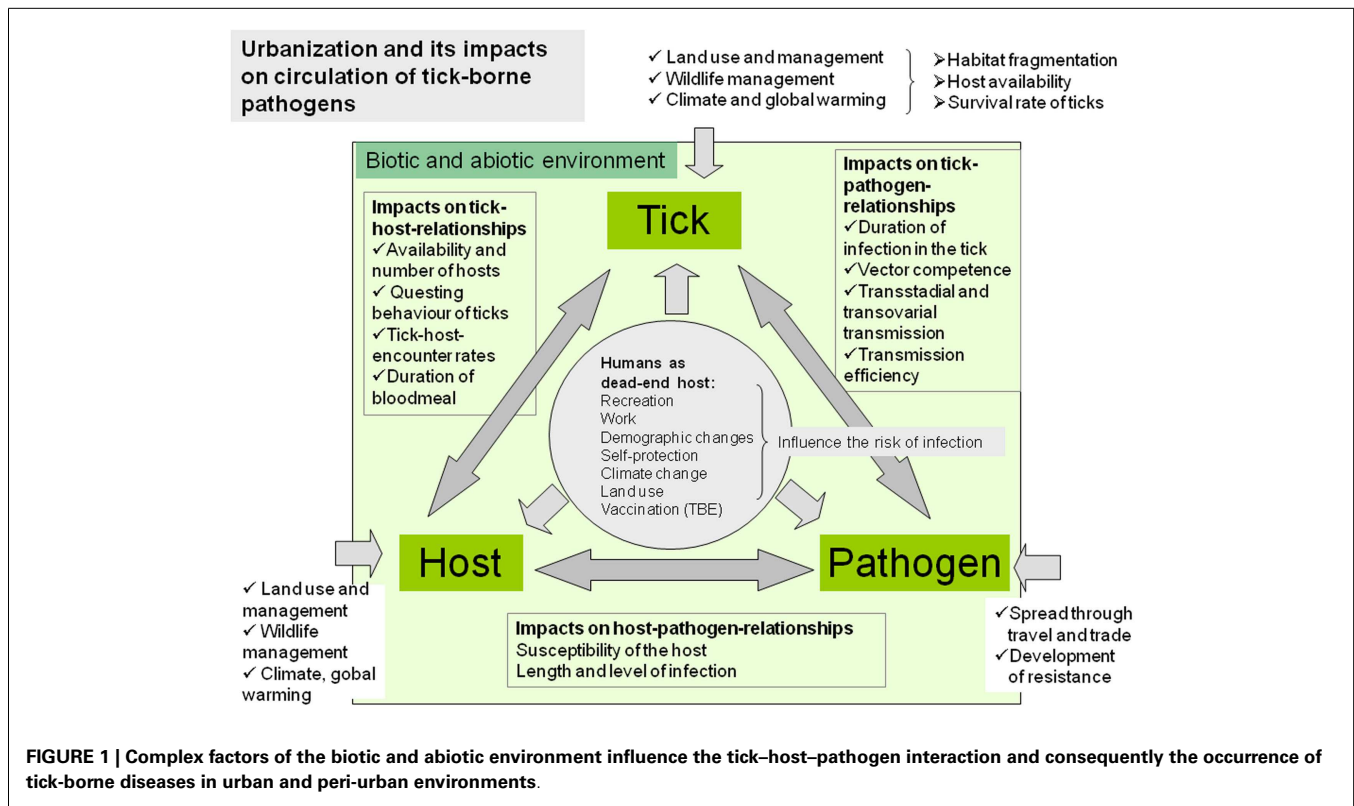 Urbanization and its impacts
on circulation of tick-borne
pathogens
✓ Land use and management
✓ Wildlife management
✓ Climate and global warming
➢Habitat fragmentation
➢Host availability
➢Survival rate of ticks
Biotic and abiotic environment
Impacts on tick-
host-relationships
✓Availability and
number of hosts
✓ Questing
behaviour of ticks
✓Tick-host-
encounter rates
✓Duration of
bloodmeal
Tick
Impacts on tick-
pathogen-
relationships
✓Duration of
infection in the tick
✓Vector competence
✓Transstadial and
transovarial
transmission
✓Transmission
efficiency
Humans as
dead-end host:
Recreation
Work
Demographic changes
Self-protection
Climate change
Land use
Vaccination (TBE)
Influence the risk of infection
Host
Pathogen
✓ Land use and
management
✓ Wildlife
management
✓ Climate, gobal
warming
Impacts on host-pathogen-relationships
Susceptibility of the host
Length and level of infection
✓Spread through
travel and trade
✓Development
of resistance
FIGURE 1 | Complex factors of the biotic and abiotic environment influence the tick–host–pathogen interaction and consequently the occurrence of
tick-borne diseases in urban and peri-urban environments.